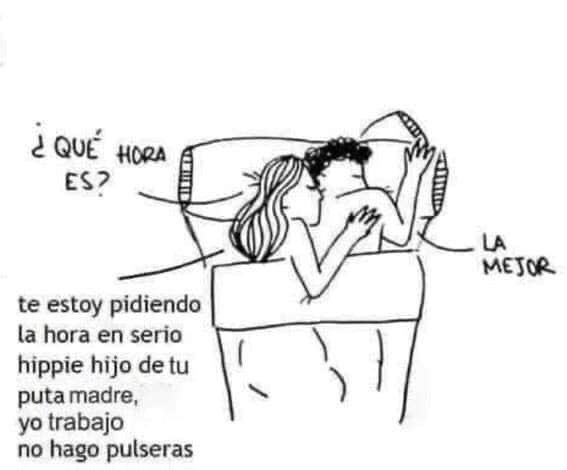 ¿QUÉ HORA
ES?
LA
MEJOR
te estoy pidiendo
la hora en serio
hippie hijo de tu
puta madre,
yo trabajo
no hago pulseras